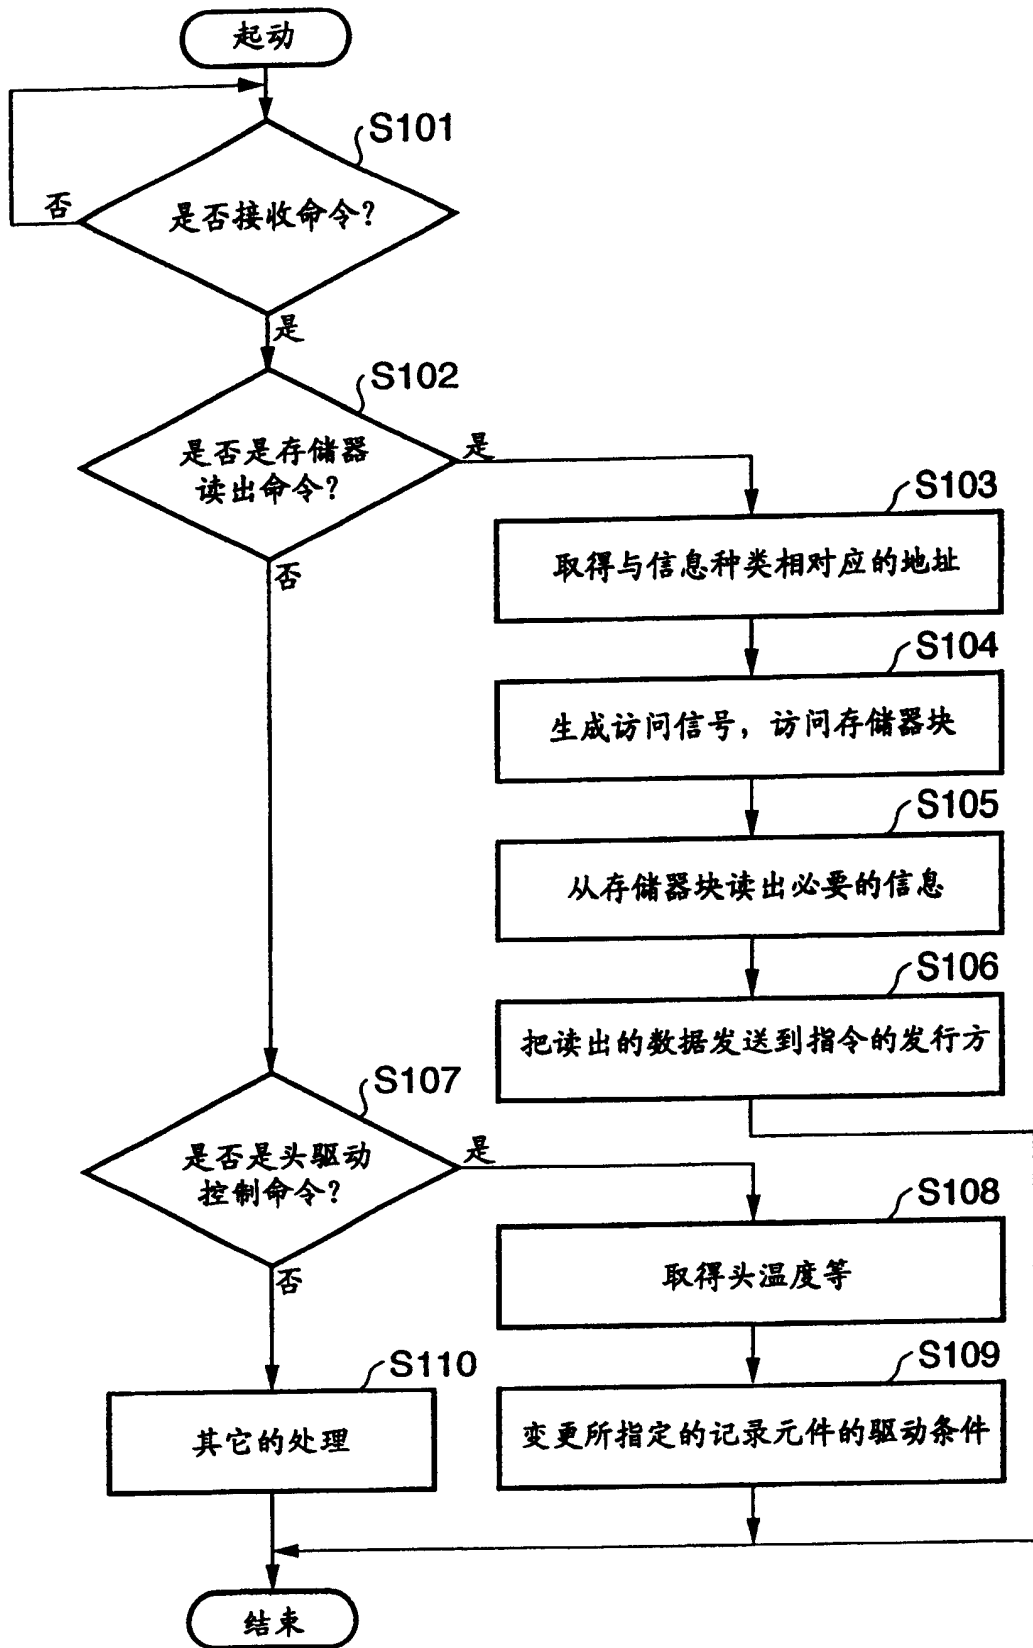 起动
S101
否
是否接收命令?
是
S102
是否是存储器
读出命令?
是
否
S103
取得与信息种类相对应的地址
S104
生成访问信号，访问存储器块
S105
从存储器块读出必要的信息
S106
把读出的数据发送到指令的发行方
S107
是否是头驱动
控制命令?
是
否
S108
取得头温度等
S109
变更所指定的记录元件的驱动条件
S110
其它的处理
结束